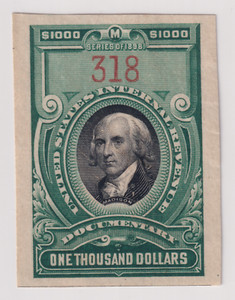 $1000 M $1000
SERIES OF 1898
318
UNITED STATES INTERNAL REVENUE
MADISON
DOCUMENTARY
ONE THOUSAND DOLLARS